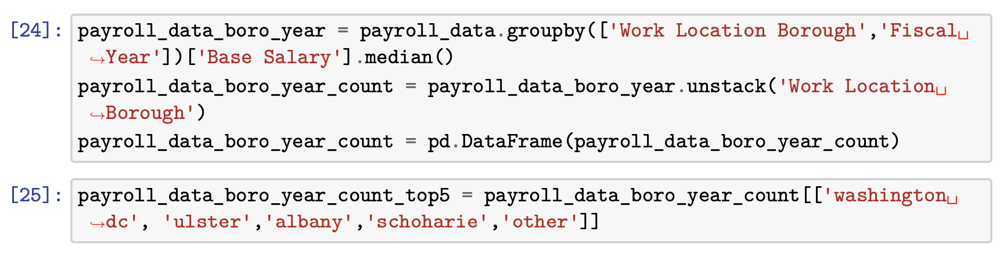 [24]: payroll_data_boro_year = payroll_data.groupby(['Work Location Borough','Fiscal␣
↪Year'])['Base Salary'].median()
payroll_data_boro_year_count = payroll_data_boro_year.unstack('Work Location␣
↪Borough')
payroll_data_boro_year_count = pd.DataFrame(payroll_data_boro_year_count)
[25]: payroll_data_boro_year_count_top5 = payroll_data_boro_year_count[['washington␣
↪dc', 'ulster','albany','schoharie','other']]